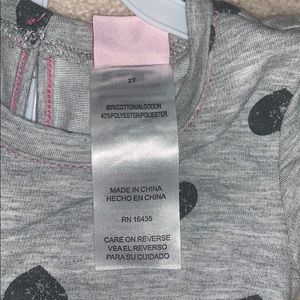 2T
60%COTTON/ALGODON
40%POLYESTER/POLIESTER
MADE IN CHINA
HECHO EN CHINA
RN 16435
CARE ON REVERSE
VEA EL REVERSO
PARA SU CUIDADO